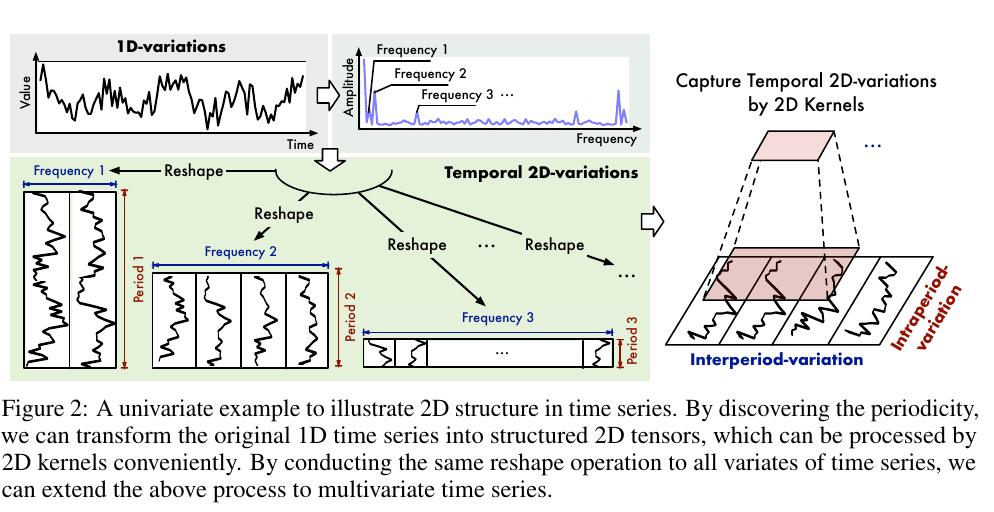 1D-variations
Value
Time
Amplitude
Frequency 1
Frequency 2
Frequency 3 ...
Frequency
Temporal 2D-variations
Frequency 1
Reshape
Period 1
Reshape
Frequency 2
Period 2
Reshape
...
Reshape
...
Frequency 3
...
Period 3
Capture Temporal 2D-variations
by 2D Kernels
...
Interperiod-variation
Intraperiod-
variation
Figure 2: A univariate example to illustrate 2D structure in time series. By discovering the periodicity,
we can transform the original 1D time series into structured 2D tensors, which can be processed by
2D kernels conveniently. By conducting the same reshape operation to all variates of time series, we
can extend the above process to multivariate time series.